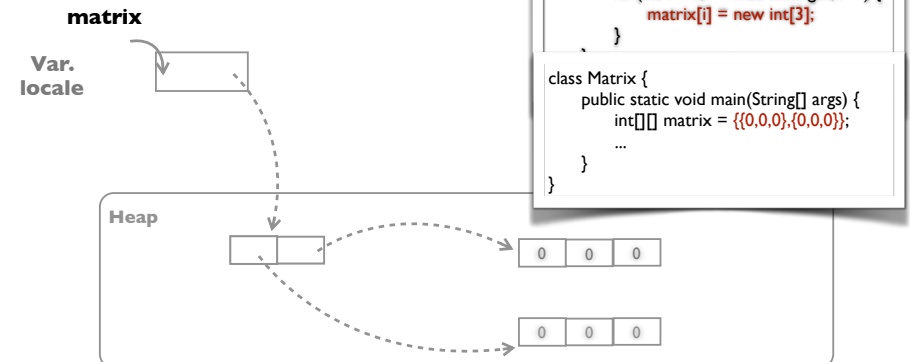 matrix
Var.
locale
matrix[i] = new int[3];
}
class Matrix {
public static void main(String[] args) {
int[][] matrix = {{0,0,0},{0,0,0}};
...
}
}
Heap
0 0 0
0 0 0